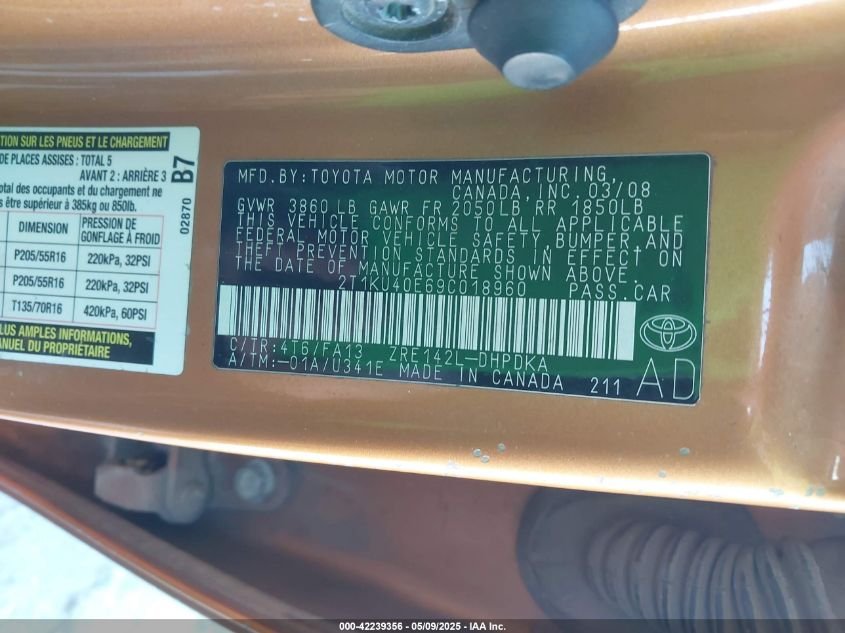 TION SUR LES PNEUS ET LE CHARGEMENT
DE PLACES ASSISES : TOTAL 5
AVANT 2 : ARRIÈRE 3
otal des occupants et du chargement ne
s être supérieur à 385kg ou 850lb.
DIMENSION PRESSION DE GONFLAGE À FROID
P205/55R16 220kPa, 32PSI
P205/55R16 220kPa, 32PSI
T135/70R16 420kPa, 60PSI
LUS AMPLES INFORMATIONS,
ANUEL DU PROPRIÉTAIRE
B7
02870
MFD.BY:TOYOTA MOTOR MANUFACTURING,
CANADA, INC. 03/08
GVWR 3860 LB GAWR FR 2050LB RR 1850LB
THIS VEHICLE CONFORMS TO ALL APPLICABLE
FEDERAL MOTOR VEHICLE SAFETY, BUMPER, AND
THEFT PREVENTION STANDARDS IN EFFECT ON
THE DATE OF MANUFACTURE SHOWN ABOVE.
2T1KU40E69C018960 PASS.CAR
C/TR: 4T6/FA13 ZRE142L-DHPDKA
A/TM:-01A/U341E MADE IN CANADA 211
AD
000-42239356 - 05/09/2025 - IAA Inc.